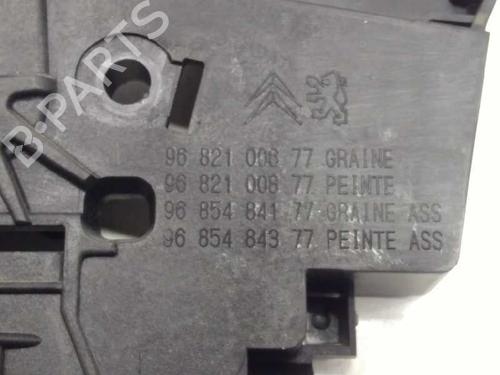 B-PARTS
96 821 006 77 GRAINE
96 821 008 77 PEINTE
96 854 841 77 GRAINE ASS
96 854 843 77 PEINTE ASS